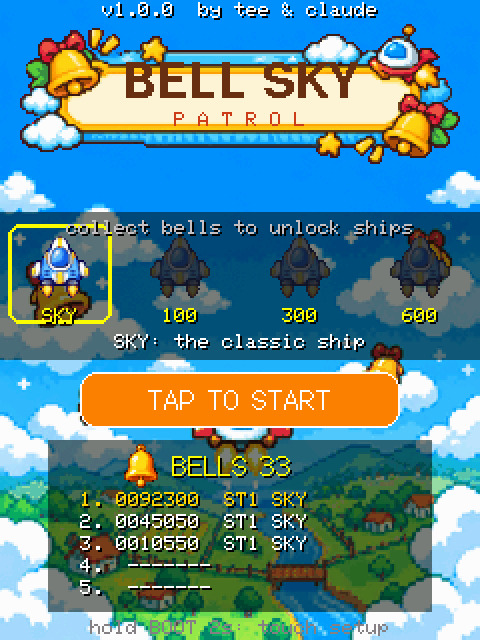 v1.0.0 by tee & claude
BELL SKY
PATROL
collect bells to unlock ships
SKY 100 300 600
SKY: the classic ship
TAP TO START
BELLS 33
1. 0092300 ST1 SKY
2. 0045050 ST1 SKY
3. 0010550 ST1 SKY
4. -------
5. -------
hold BOOT 2s: touch setup